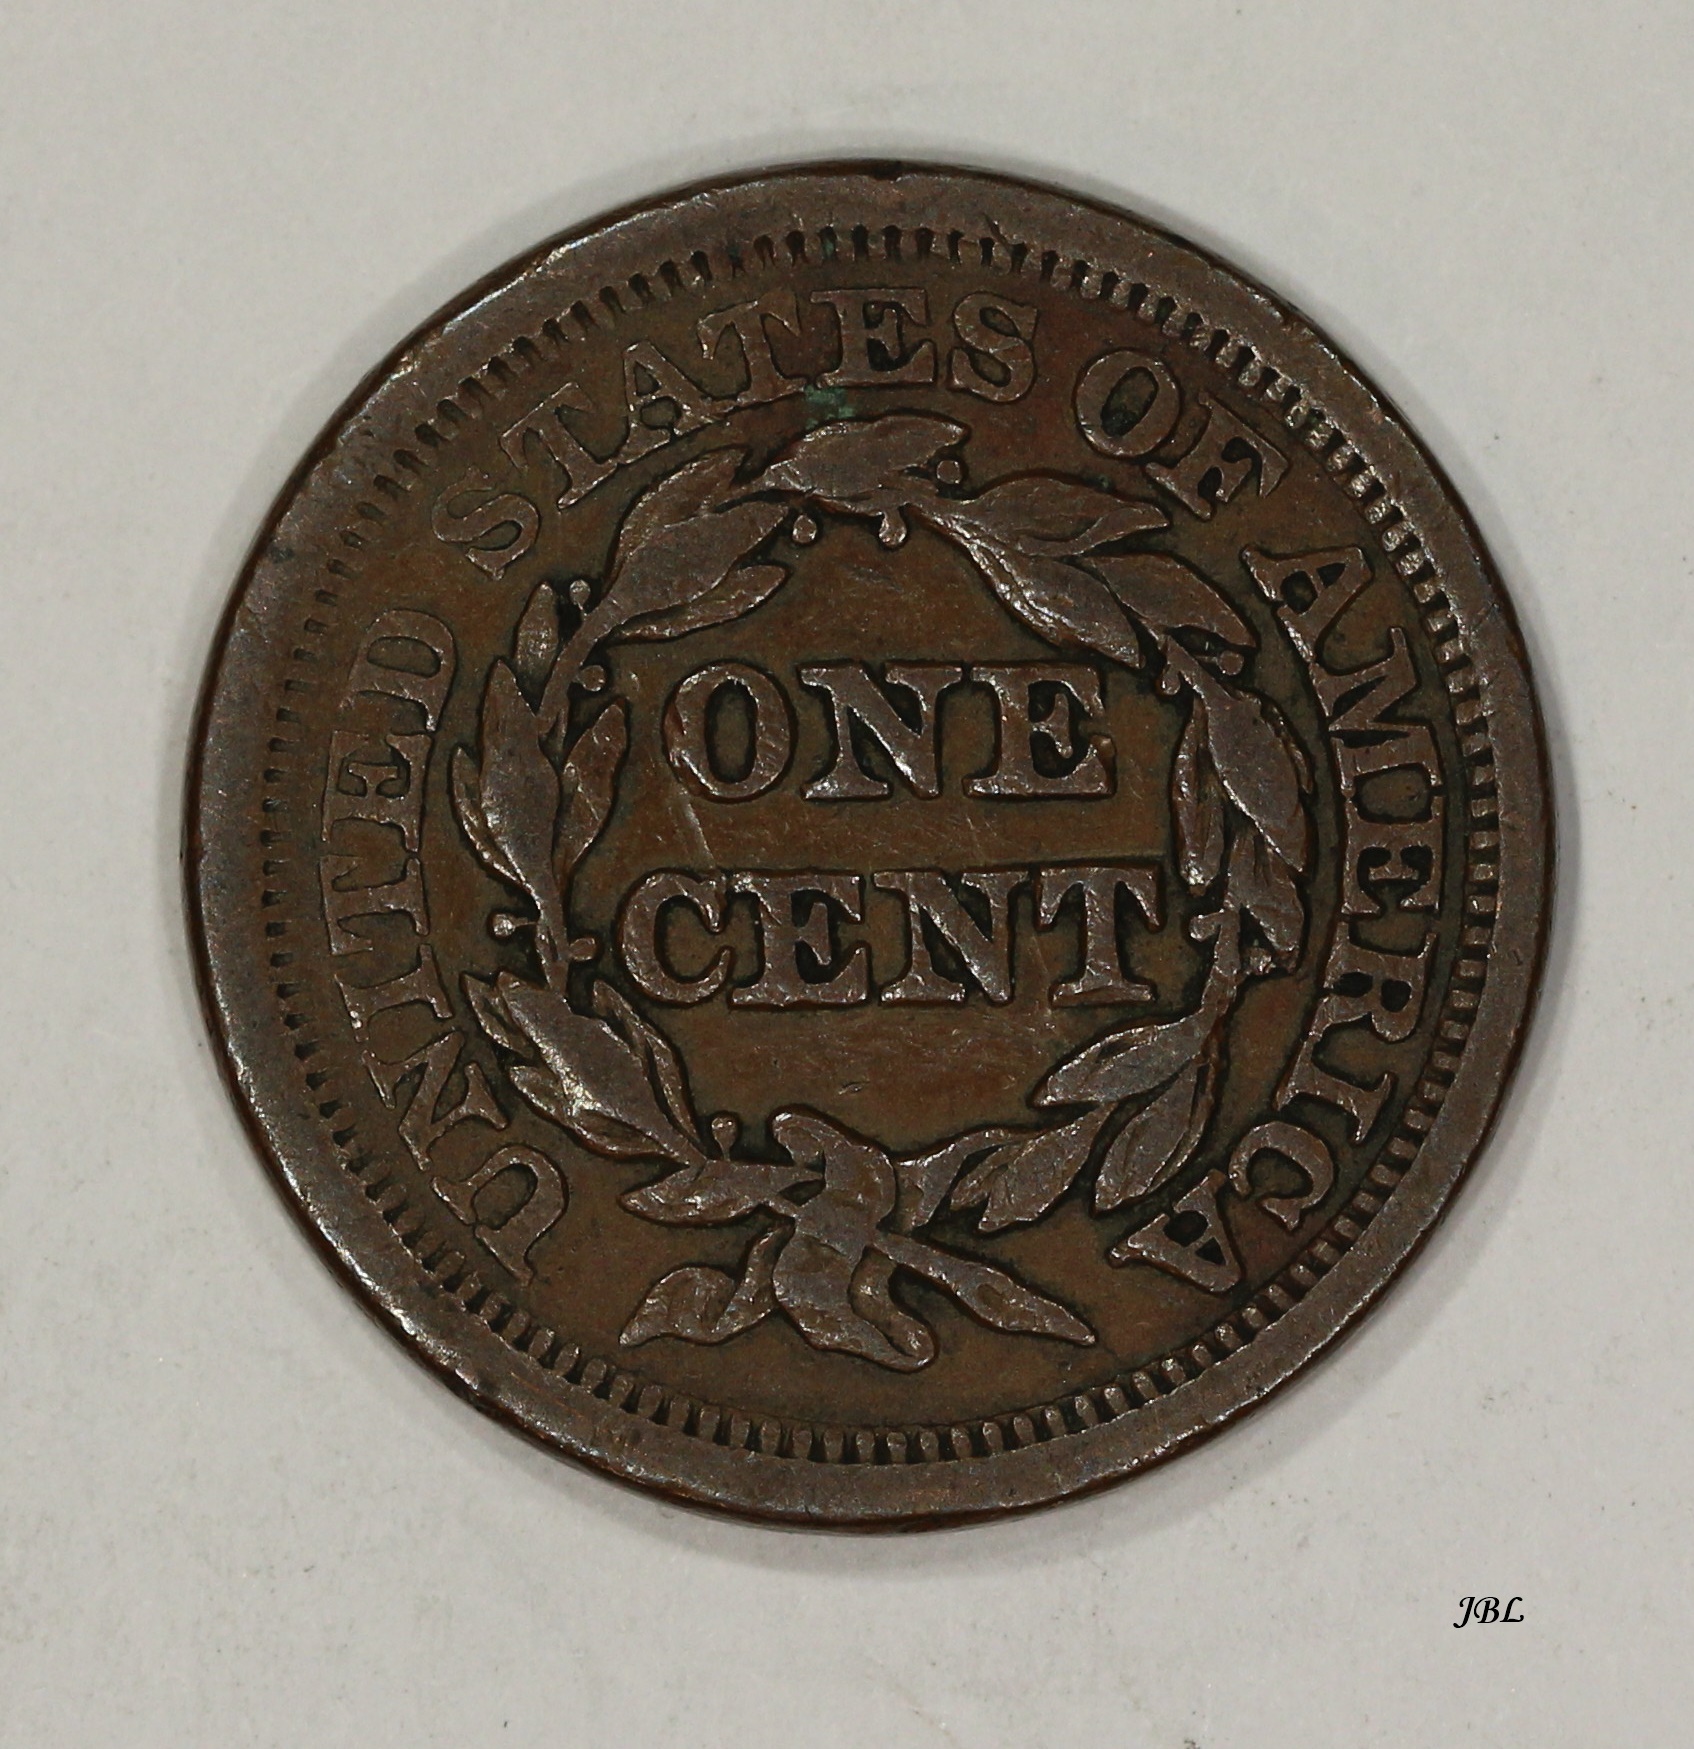 UNITED STATES OF AMERICA
ONE
CENT
JBL